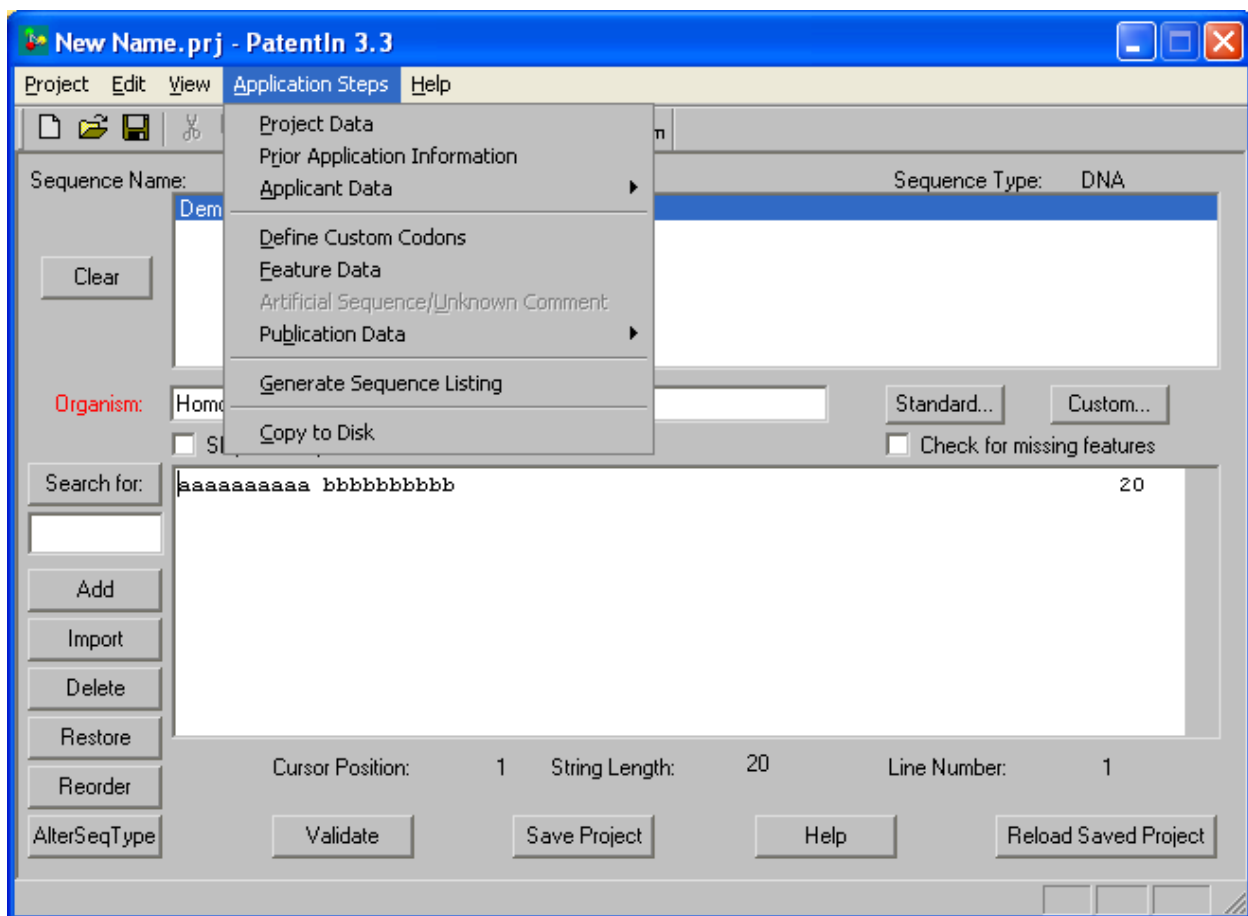 New Name.prj - PatentIn 3.3
Project Edit View Application Steps Help
Project Data
Prior Application Information
Applicant Data
Define Custom Codons
Feature Data
Artificial Sequence/Unknown Comment
Publication Data
Generate Sequence Listing
Copy to Disk
Sequence Name: Sequence Type: DNA
Dem
Clear
Organism: Homo Standard... Custom...
Check for missing features
Search for: aaaaaaaaaa bbbbbbbbbb 20
Add
Import
Delete
Restore
Reorder
AlterSeqType
Cursor Position: 1 String Length: 20 Line Number: 1
Validate Save Project Help Reload Saved Project